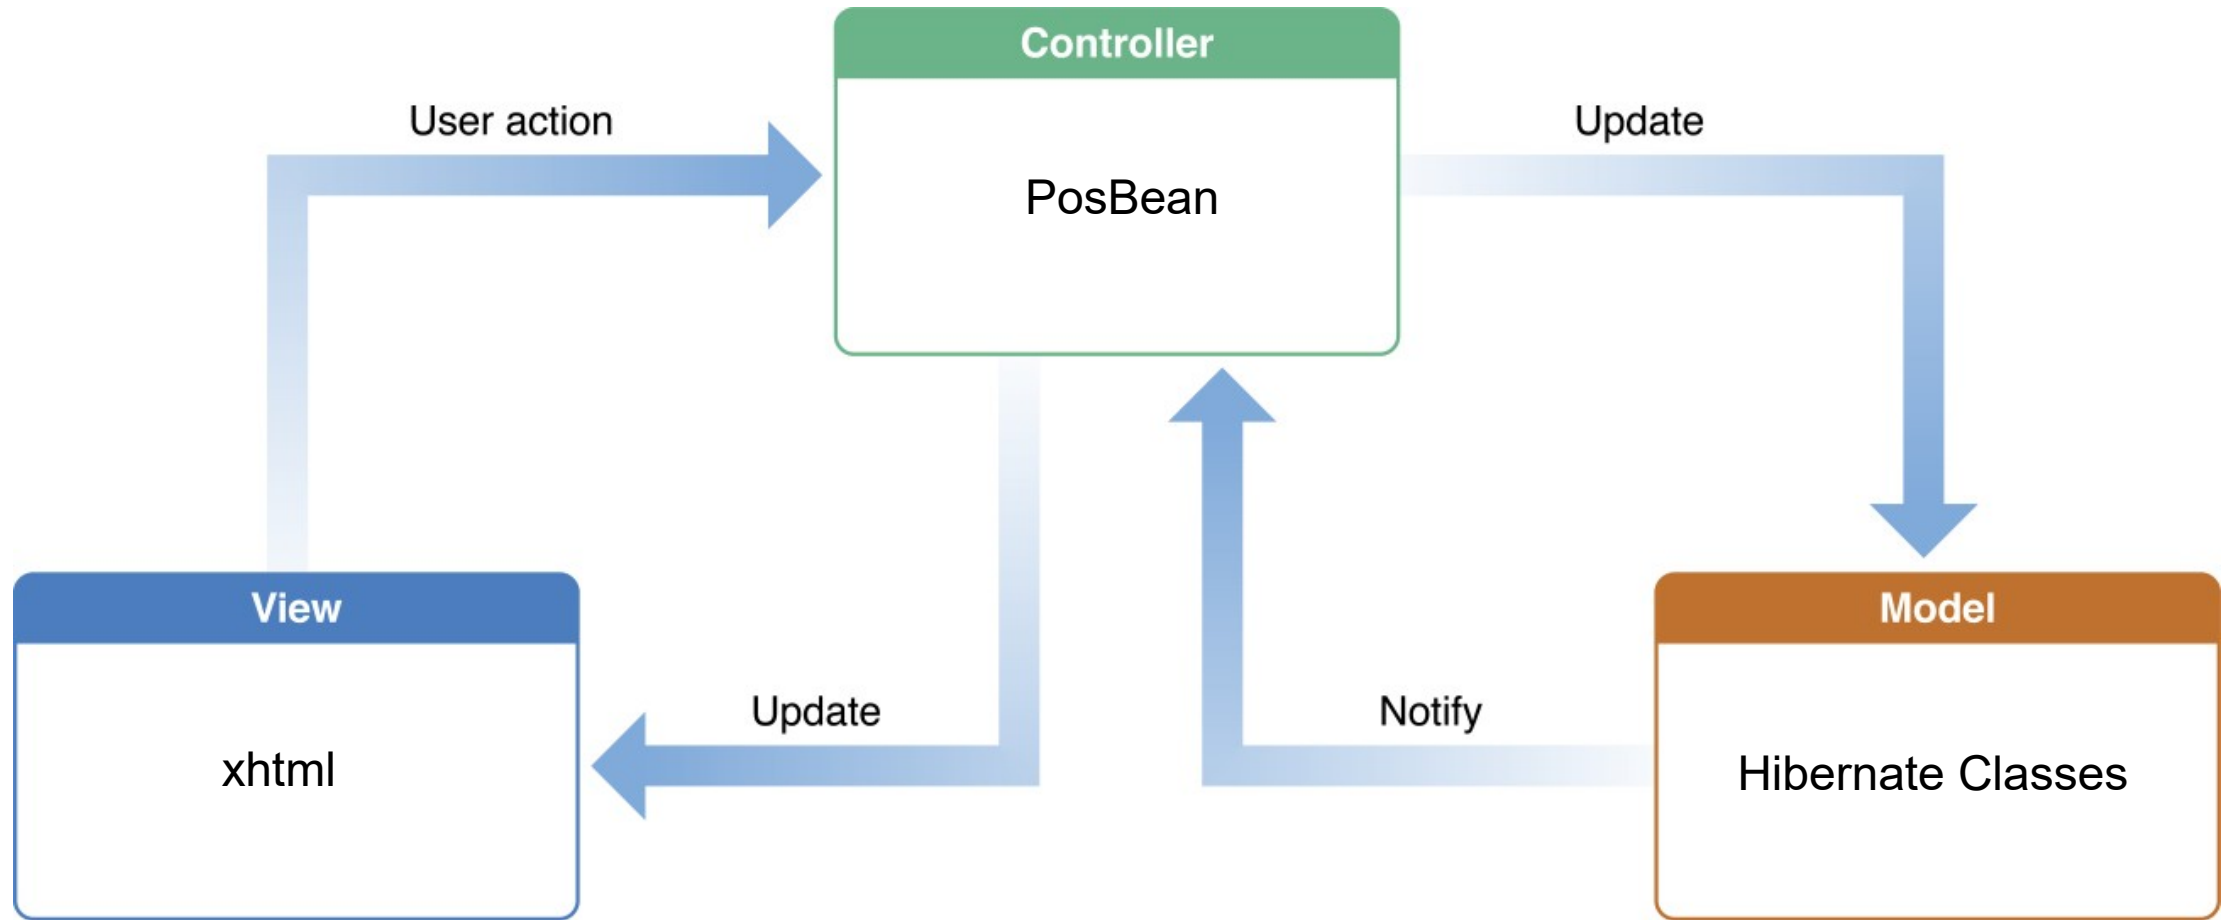 Controller
User action
Update
PosBean
View
Model
Update
Notify
xhtml
Hibernate Classes